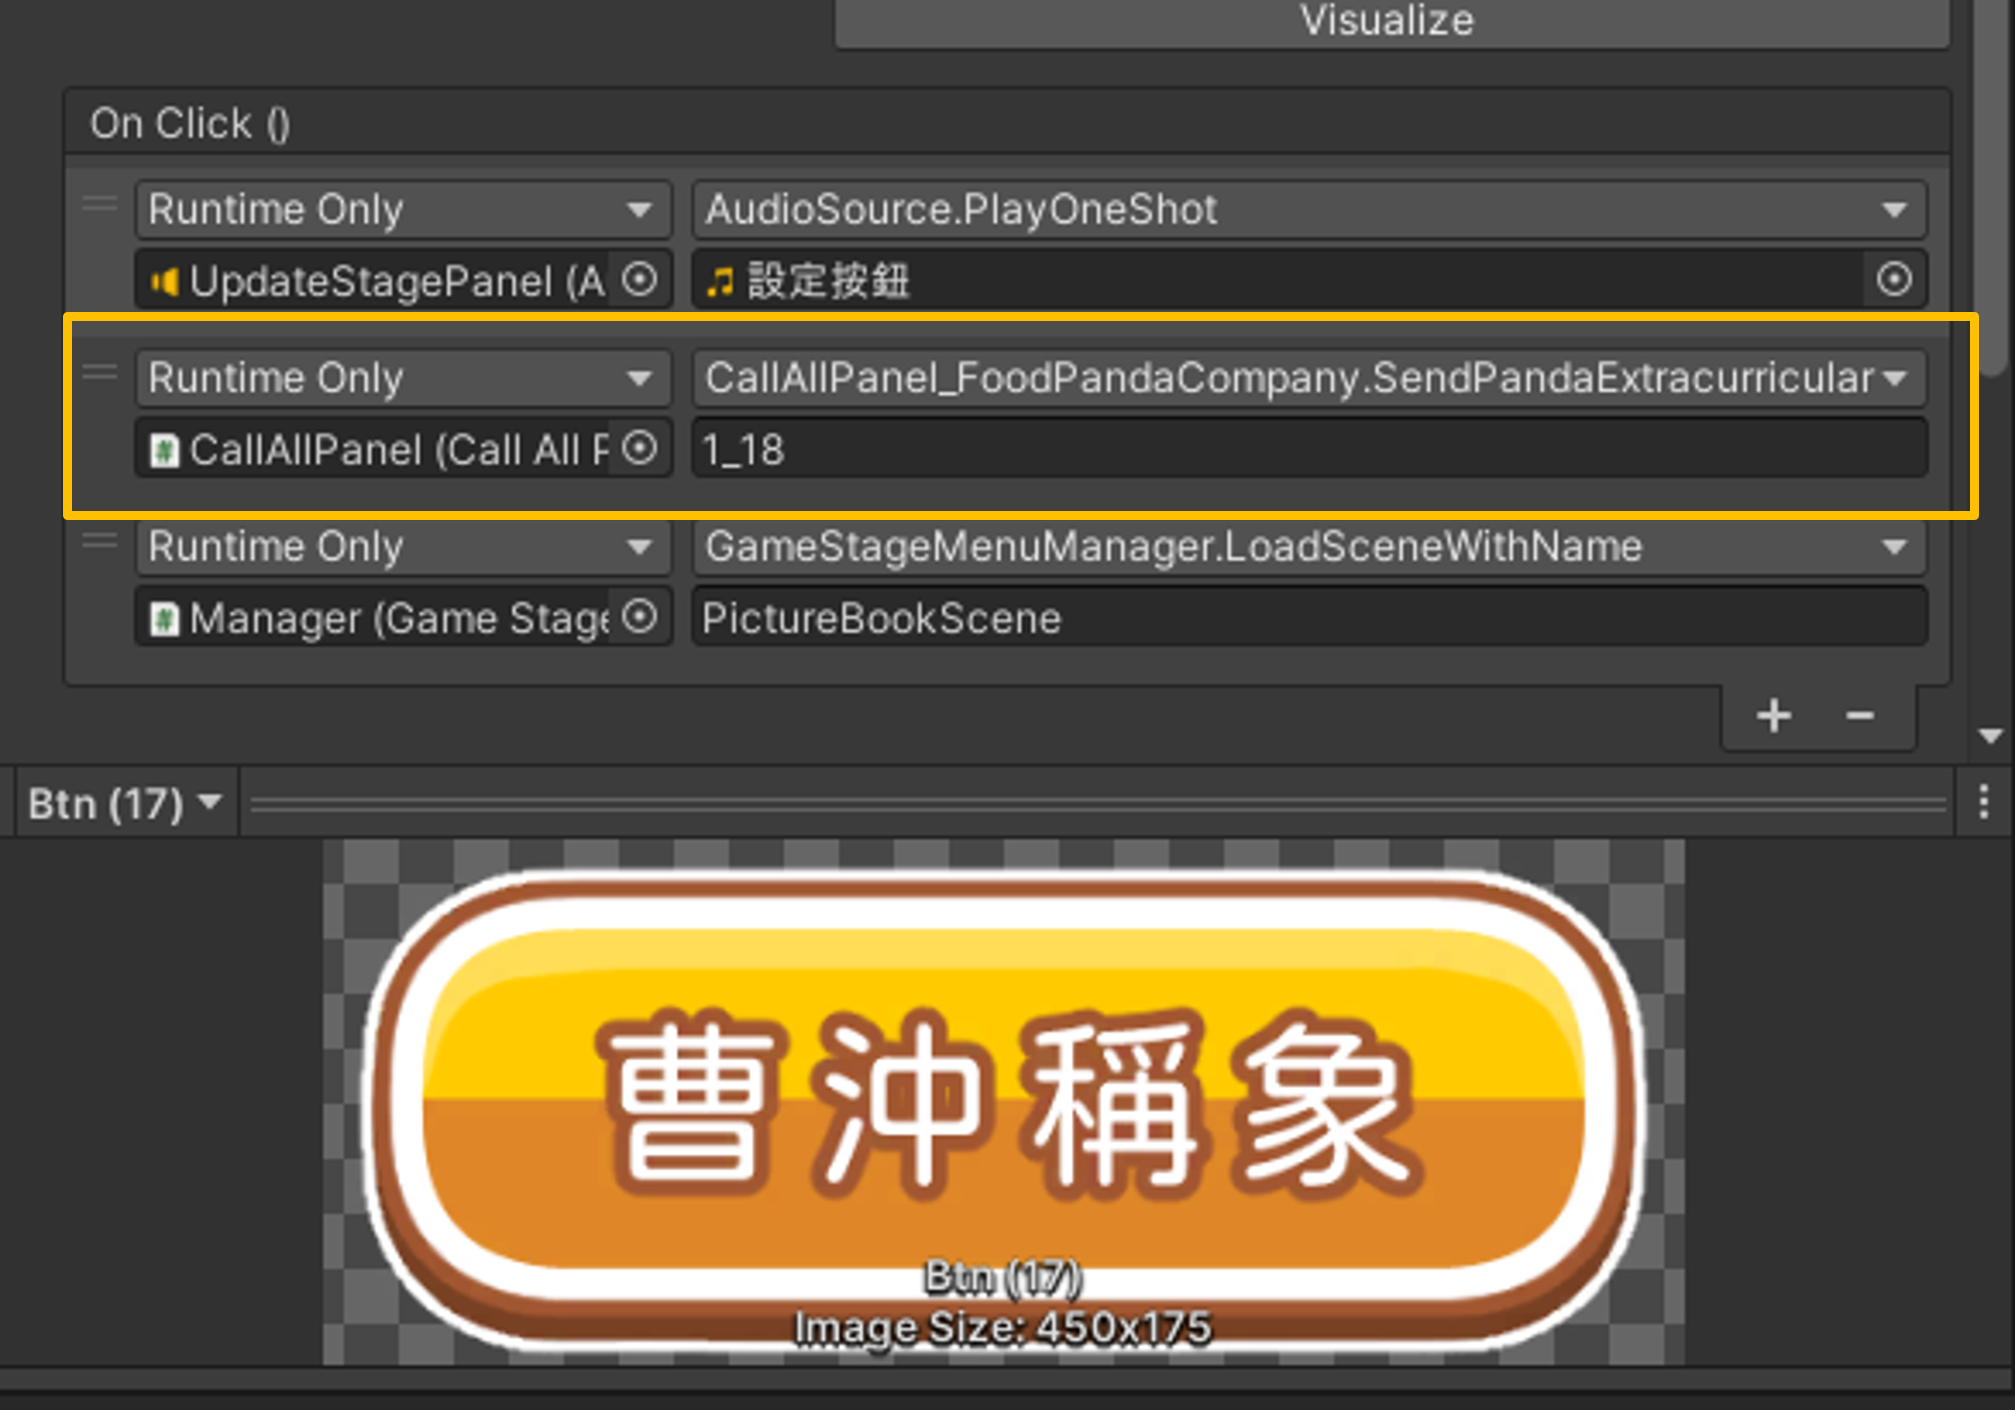 Visualize
On Click ()
Runtime Only
AudioSource.PlayOneShot
UpdateStagePanel (A
設定按鈕
Runtime Only
CallAllPanel_FoodPandaCompany.SendPandaExtracurricular
CallAllPanel (Call All P
1_18
Runtime Only
GameStageMenuManager.LoadSceneWithName
Manager (Game Stage
PictureBookScene
Btn (17)
曹沖稱象
Btn (17)
Image Size: 450x175